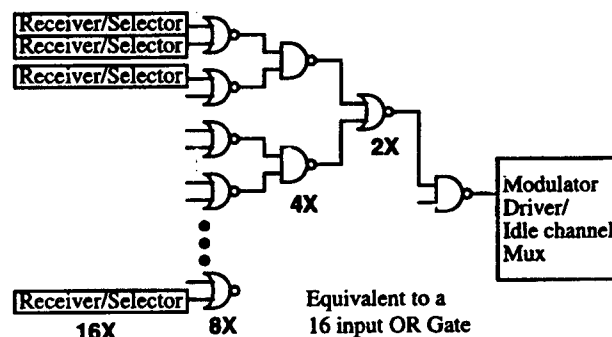 Receiver/Selector
Receiver/Selector
Receiver/Selector
2X
4X
Modulator
Driver/
Idle channel
Mux
Receiver/Selector
16X
8X
Equivalent to a
16 input OR Gate